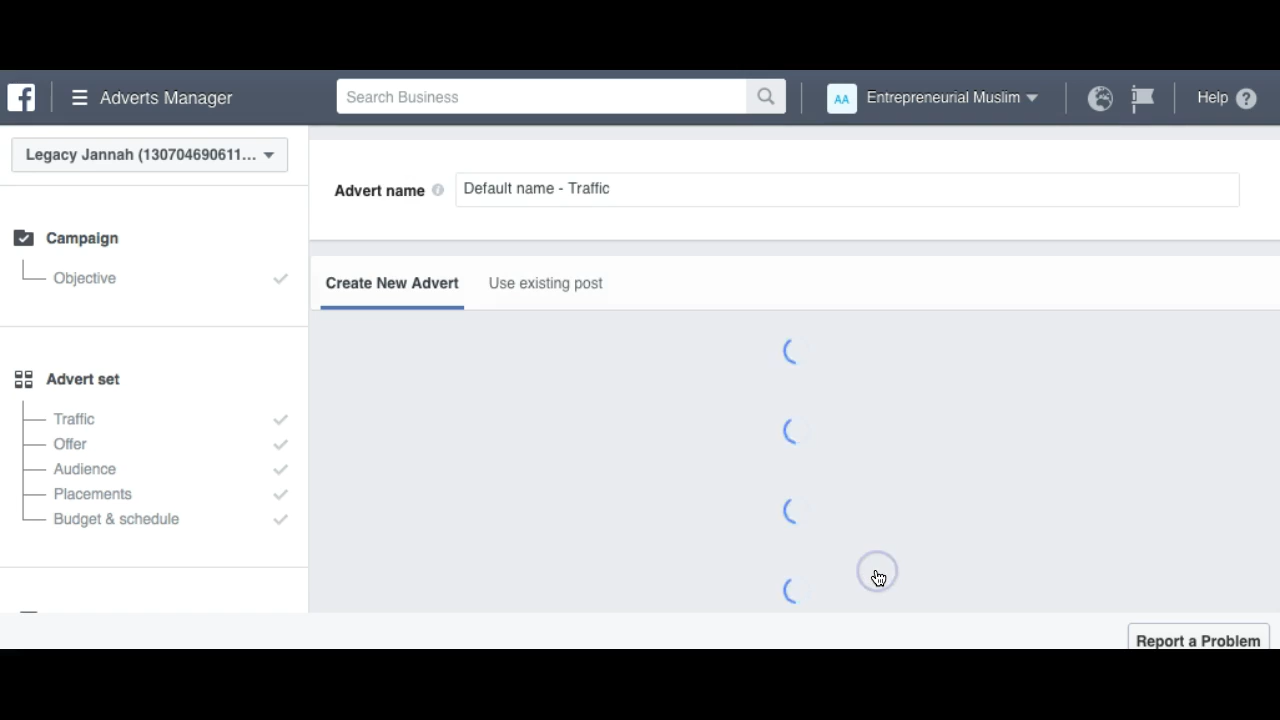 Adverts Manager
Search Business
AA Entrepreneurial Muslim
Help ?
Legacy Jannah (130704690611...
Advert name
Default name - Traffic
Campaign
Objective
Create New Advert
Use existing post
Advert set
Traffic
Offer
Audience
Placements
Budget & schedule
Report a Problem